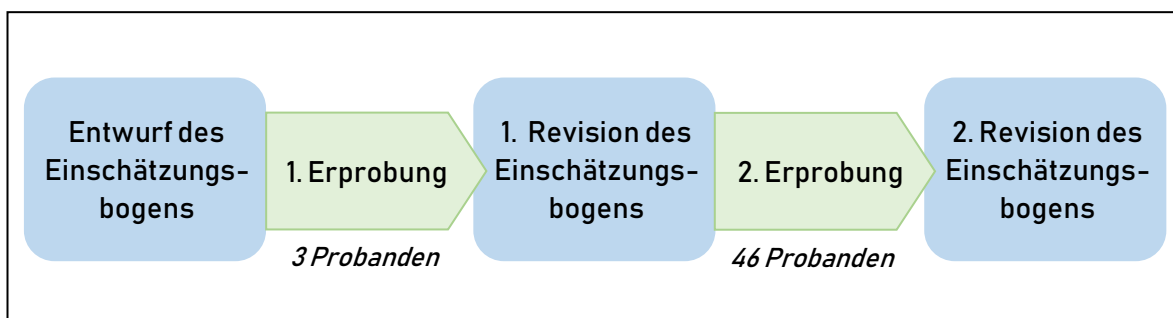 Entwurf des
Einschätzungs-
bogens
1. Erprobung
3 Probanden
1. Revision des
Einschätzungs-
bogens
2. Erprobung
46 Probanden
2. Revision des
Einschätzungs-
bogens